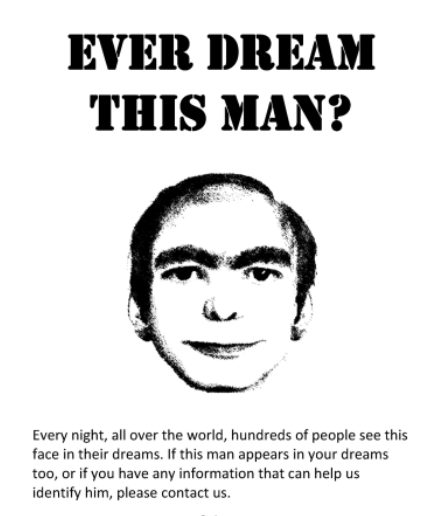 EVER DREAM
THIS MAN?
Every night, all over the world, hundreds of people see this
face in their dreams. If this man appears in your dreams
too, or if you have any information that can help us
identify him, please contact us.